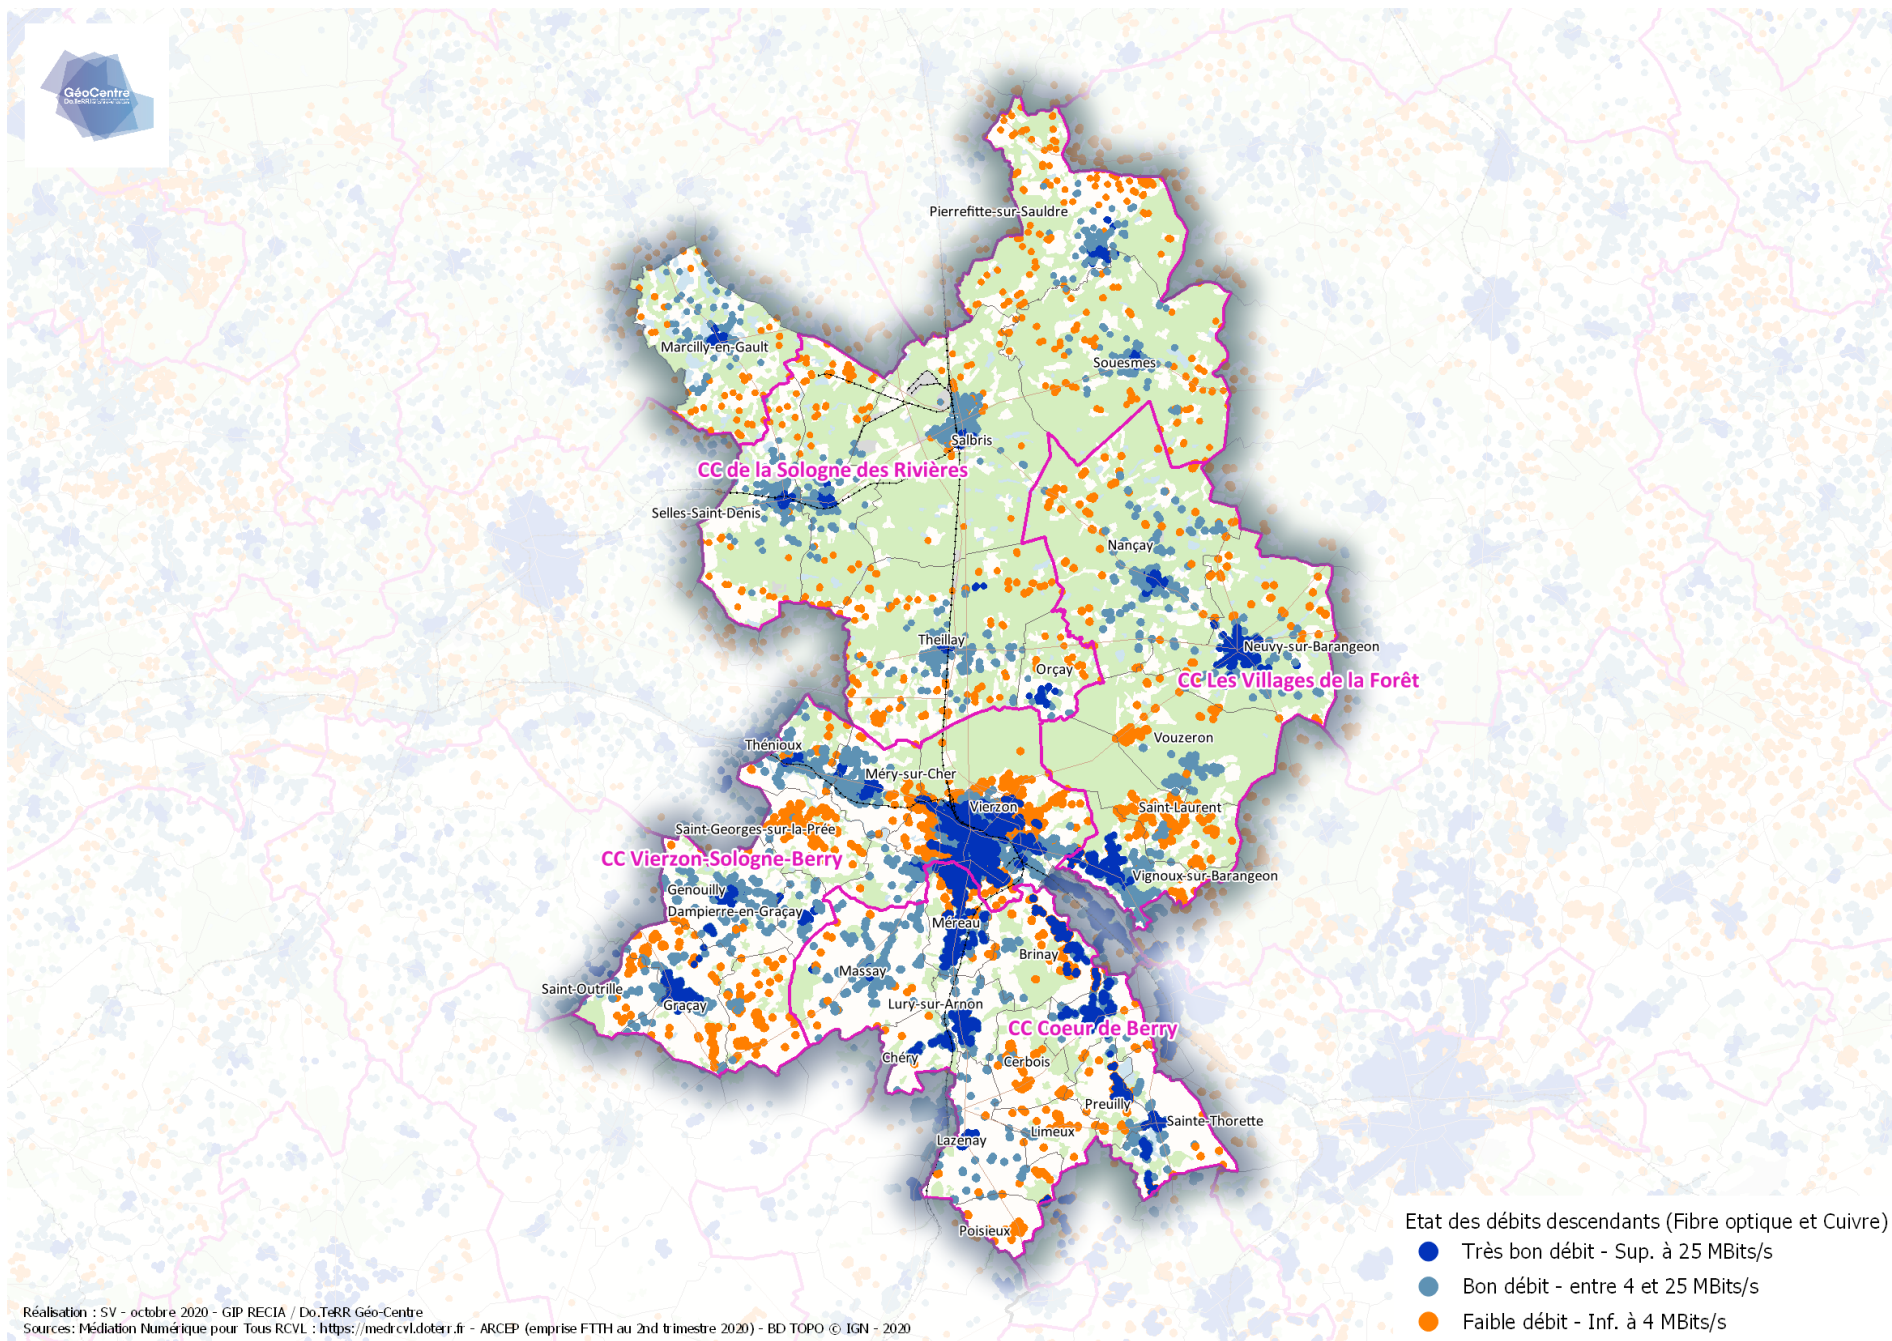 GéoCentre
Do.TeRR
Pierrefitte-sur-Sauldre
Marcilly-en-Gault
Souesmes
Salbris
CC de la Sologne des Rivières
Selles-Saint-Denis
Nançay
Theillay
Neuvy-sur-Barangeon
Orçay
CC Les Villages de la Forêt
Vouzeron
Thénioux
Méry-sur-Cher
Vierzon
Saint-Laurent
Saint-Georges-sur-la-Prée
CC Vierzon-Sologne-Berry
Vignoux-sur-Barangeon
Genouilly
Dampierre-en-Graçay
Méreau
Brinay
Massay
Saint-Outrille
Graçay
Lury-sur-Arnon
CC Coeur de Berry
Chéry
Cerbois
Preuilly
Sainte-Thorette
Limeux
Lazenay
Poisieux
Etat des débits descendants (Fibre optique et Cuivre)
Très bon débit - Sup. à 25 MBits/s
Bon débit - entre 4 et 25 MBits/s
Faible débit - Inf. à 4 MBits/s
Réalisation : SV - octobre 2020 - GIP RECIA / Do.TeRR Géo-Centre
Sources: Médiation Numérique pour Tous RCVL : https://medrcvl.doterr.fr - ARCEP (emprise FTTH au 2nd trimestre 2020) - BD TOPO © IGN - 2020